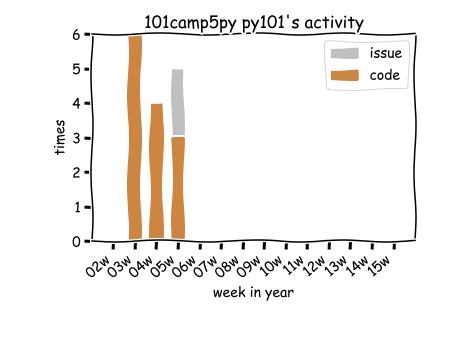 101camp5py py101's activity
issue
code
times
6
5
4
3
2
1
0
02w
03w
04w
05w
06w
07w
08w
09w
10w
11w
12w
13w
14w
15w
week in year